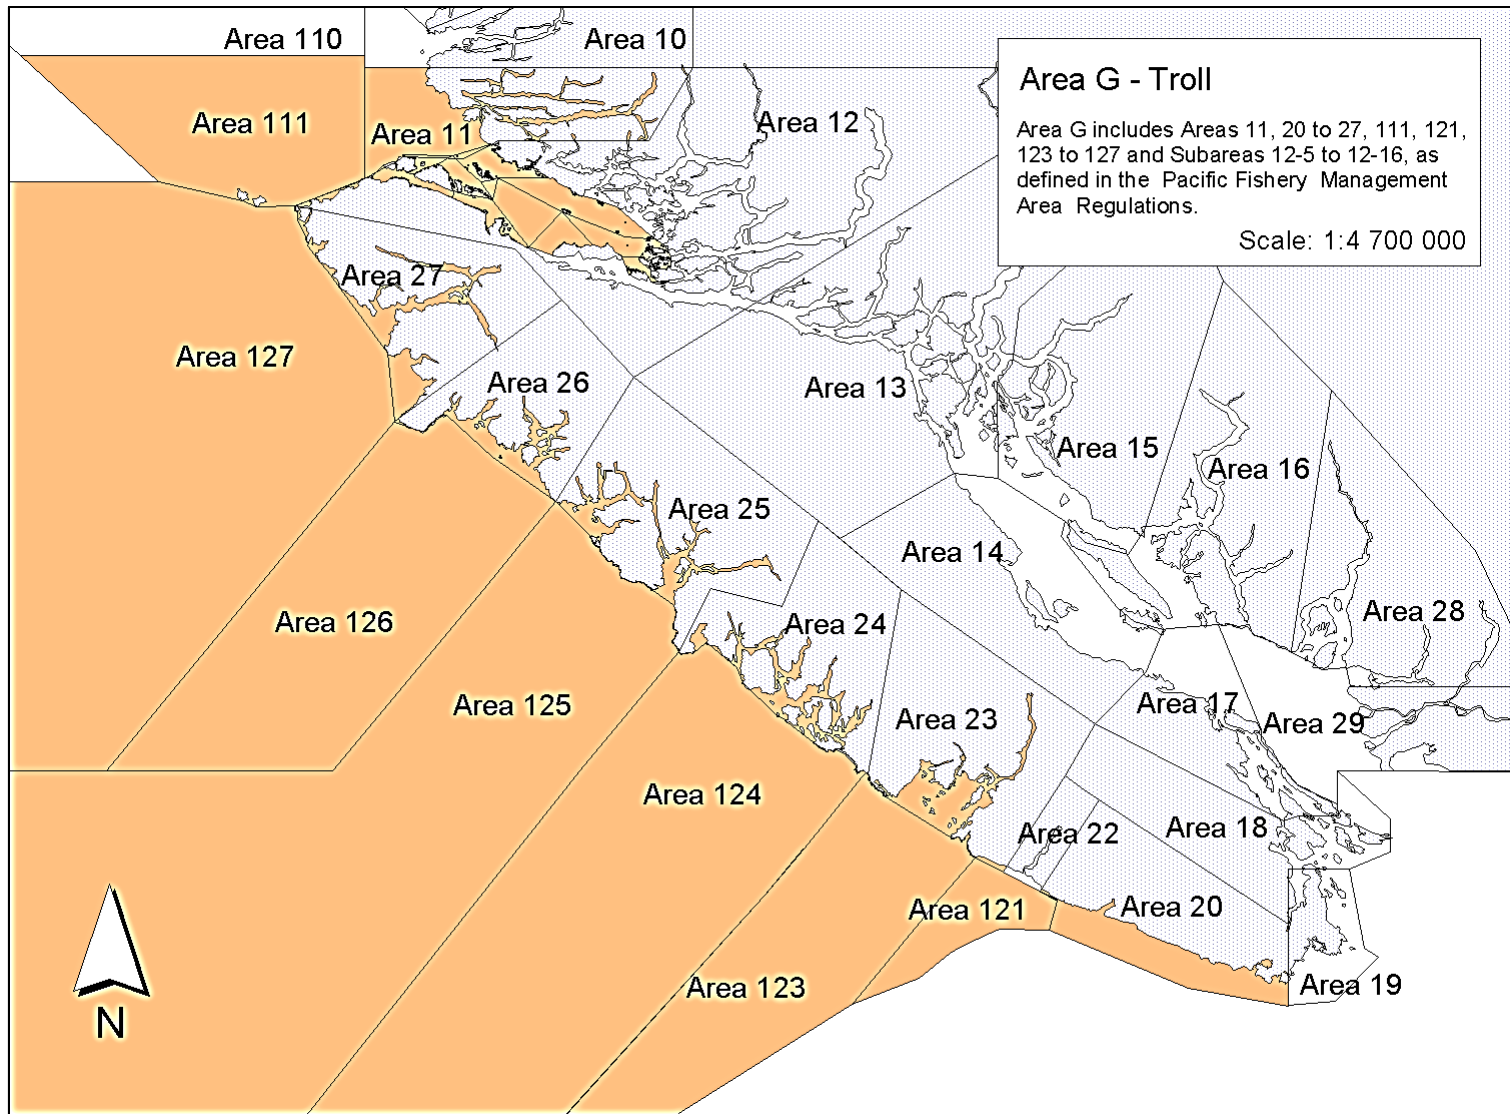 Area 110
Area 10
Area G - Troll
Area G includes Areas 11, 20 to 27, 111, 121,
123 to 127 and Subareas 12-5 to 12-16, as
defined in the Pacific Fishery Management
Area Regulations.
Scale: 1:4 700 000
Area 111
Area 11
Area 12
Area 27
Area 127
Area 26
Area 13
Area 15
Area 16
Area 25
Area 14
Area 28
Area 126
Area 24
Area 125
Area 23
Area 17
Area 29
Area 124
Area 22
Area 18
Area 121
Area 20
Area 123
Area 19
N